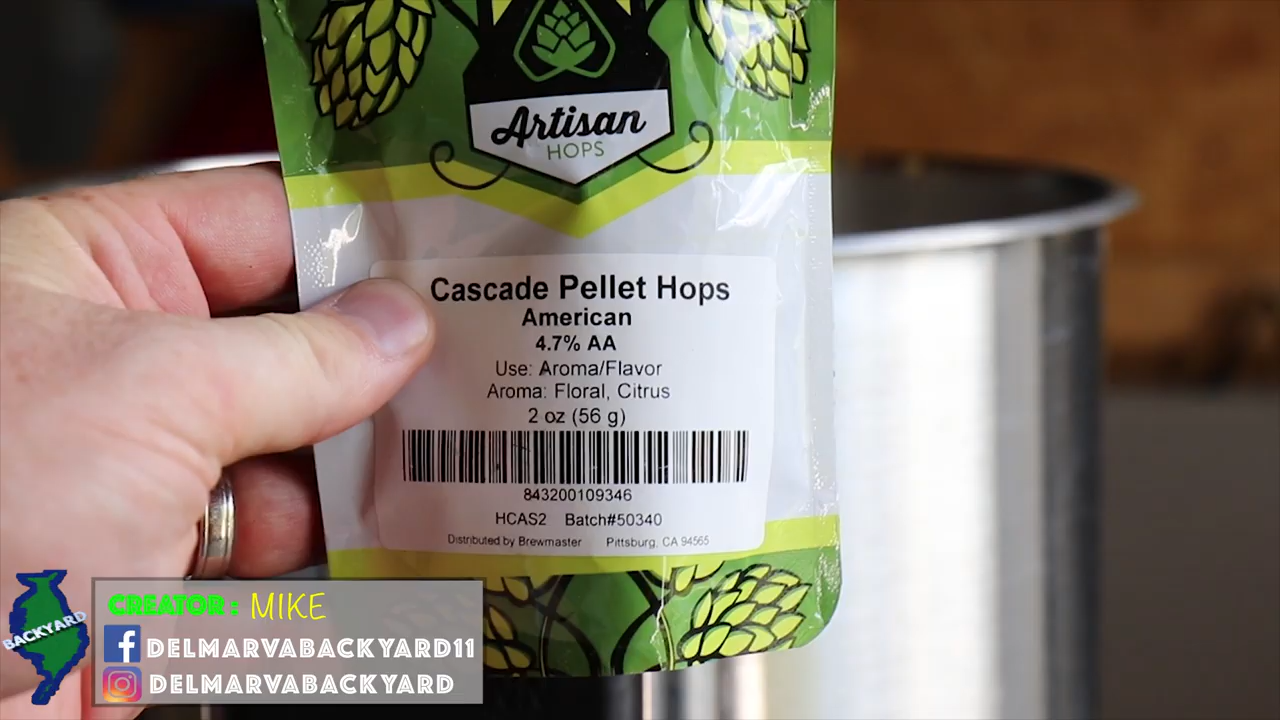 Artisan
HOPS
Cascade Pellet Hops
American
4.7% AA
Use: Aroma/Flavor
Aroma: Floral, Citrus
2 oz (56 g)
843200109346
HCAS2 Batch#50340
Distributed by Brewmaster Pittsburg, CA 94565
BACKYARD
CREATOR: MIKE
DELMARVABACKYARD11
DELMARVABACKYARD